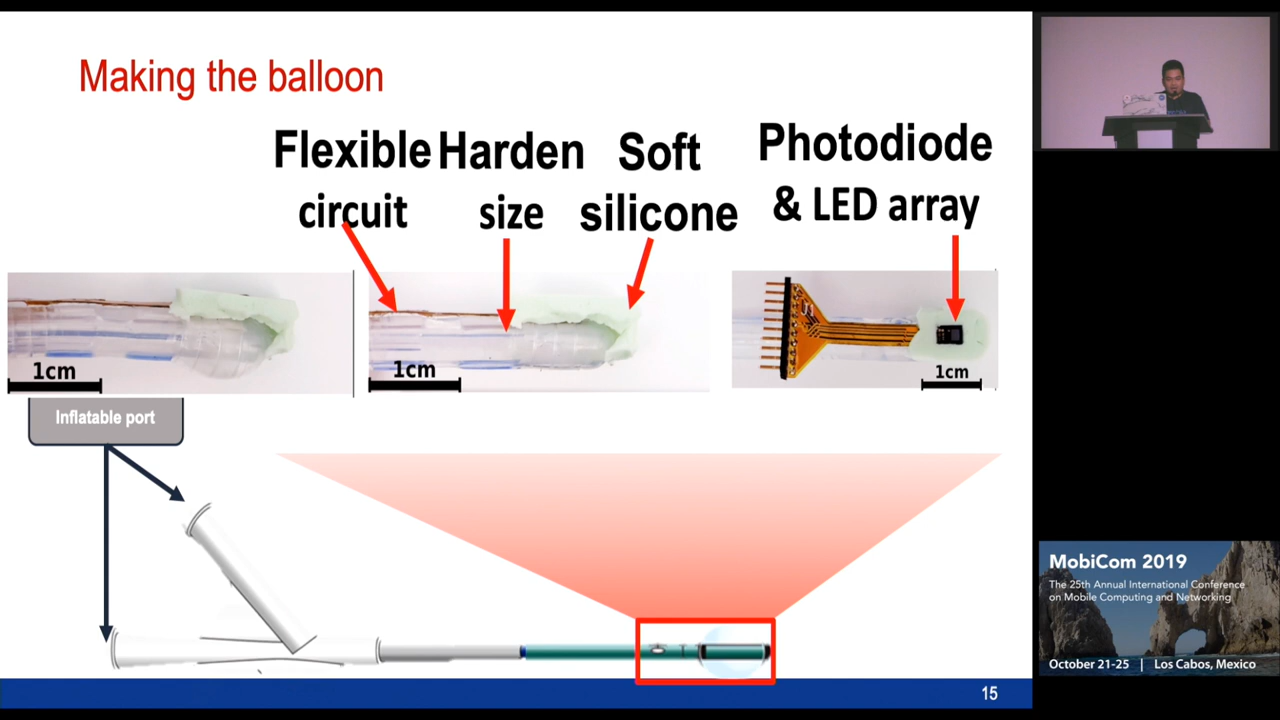 Making the balloon
Flexible
circuit
Harden
size
Soft
silicone
Photodiode
& LED array
1cm
1cm
1cm
Inflatable port
15
MobiCom 2019
The 25th Annual International Conference
on Mobile Computing and Networking
October 21-25 | Los Cabos, Mexico